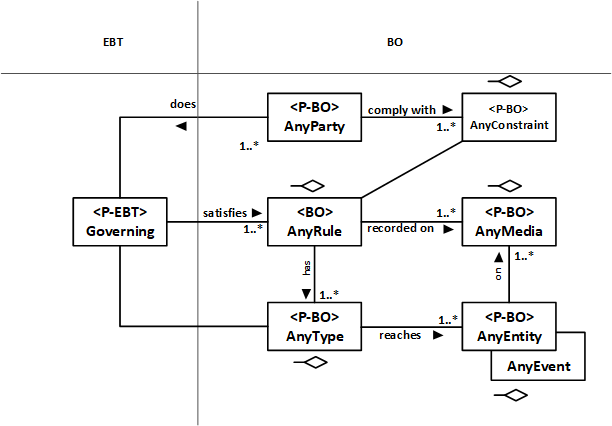 EBT
BO
does
<P-BO>
AnyParty
comply with
1..*
<P-BO>
AnyConstraint
1..*
<P-EBT>
Governing
satisfies
1..*
<BO>
AnyRule
recorded on
1..*
<P-BO>
AnyMedia
has
1..*
on
1..*
<P-BO>
AnyType
reaches
1..*
<P-BO>
AnyEntity
AnyEvent